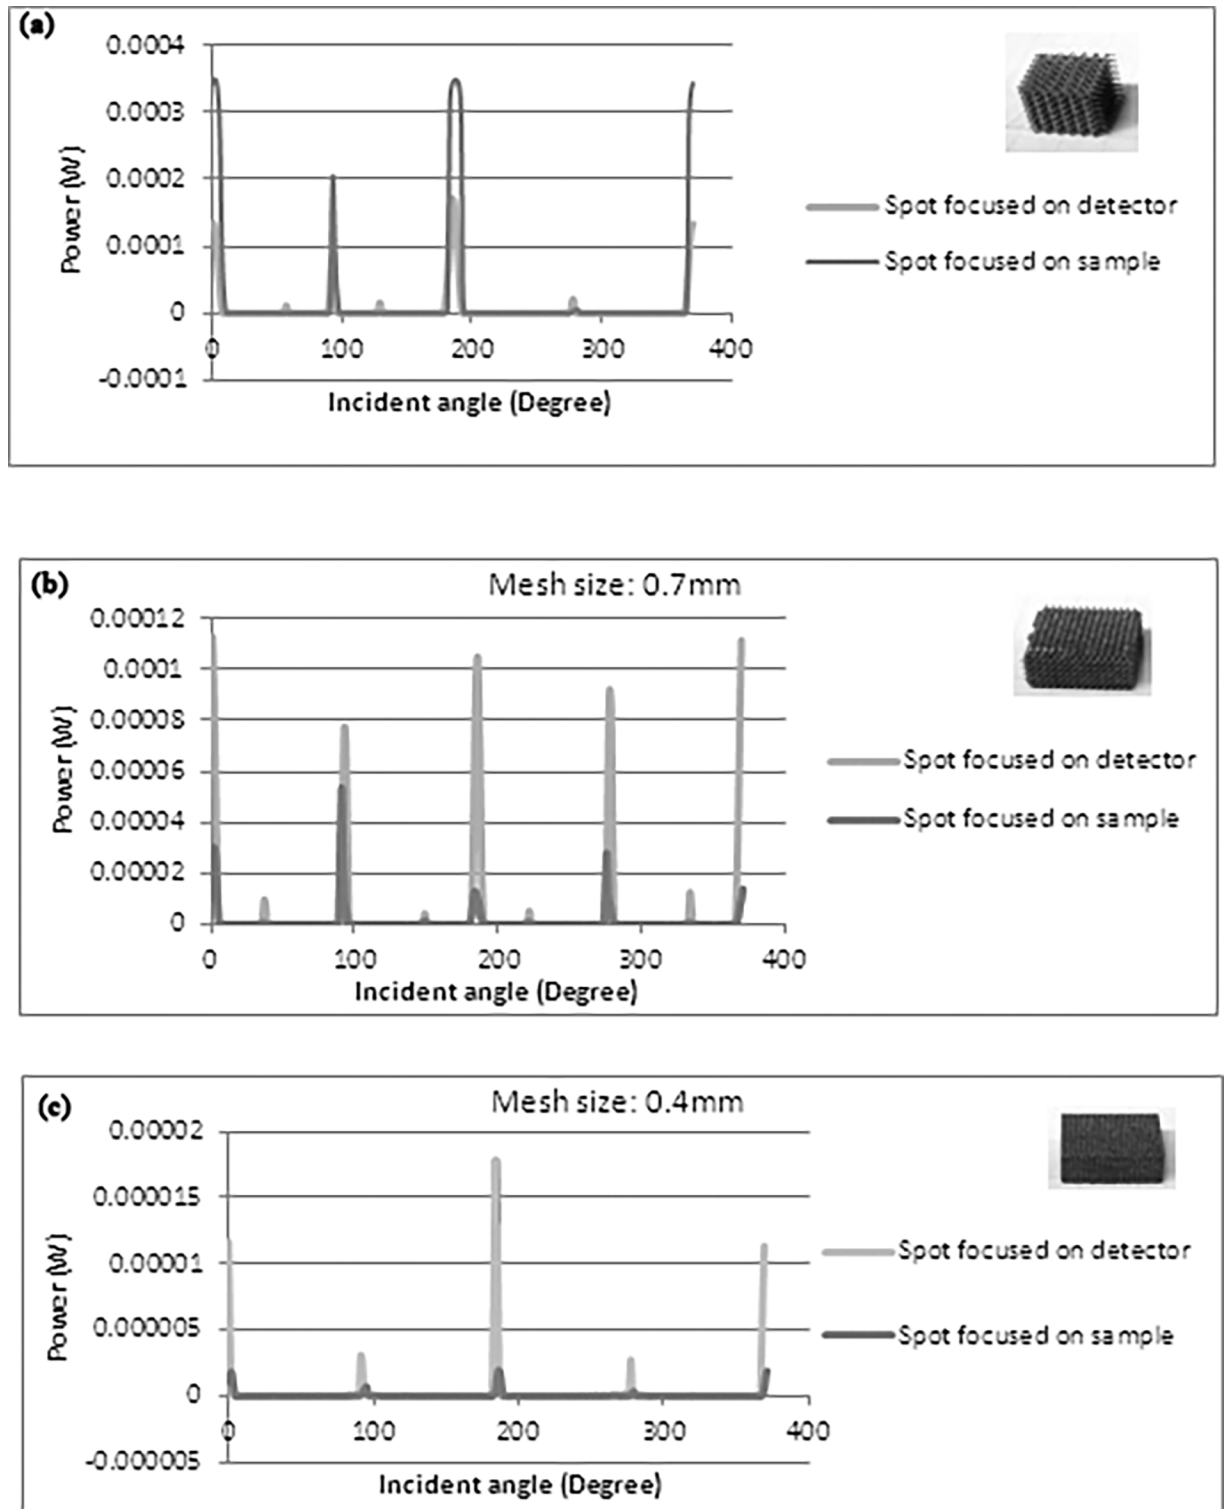 (a)
0.0004
0.0003
0.0002
0.0001
0
-0.0001
0 100 200 300 400
Power (W)
Incident angle (Degree)
Spot focused on detector
Spot focused on sample
(b)
Mesh size: 0.7mm
0.00012
0.0001
0.00008
0.00006
0.00004
0.00002
0
0 100 200 300 400
Power (W)
Incident angle (Degree)
Spot focused on detector
Spot focused on sample
(c)
Mesh size: 0.4mm
0.00002
0.000015
0.00001
0.000005
0
-0.000005
0 100 200 300 400
Power (W)
Incident angle (Degree)
Spot focused on detector
Spot focused on sample